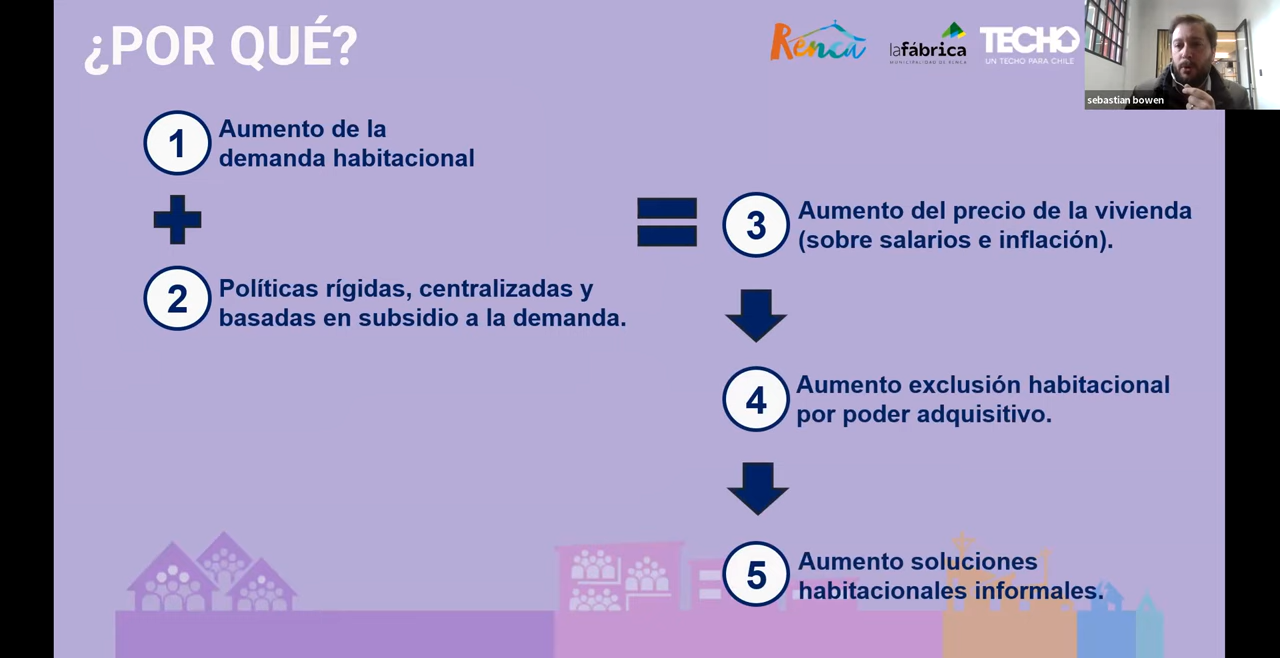 ¿POR QUÉ?
Renca
lafábrica
MUNICIPALIDAD DE RENCA
TECHO
UN TECHO PARA CHILE
sebastian bowen
1
Aumento de la
demanda habitacional
2
Políticas rígidas, centralizadas y
basadas en subsidio a la demanda.
3
Aumento del precio de la vivienda
(sobre salarios e inflación).
4
Aumento exclusión habitacional
por poder adquisitivo.
5
Aumento soluciones
habitacionales informales.